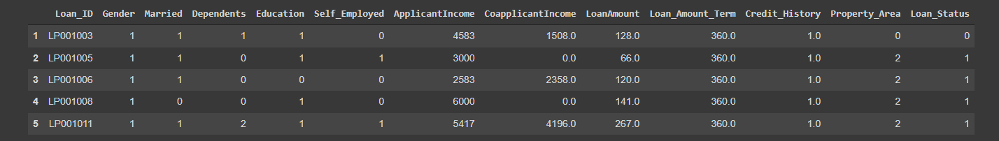 Loan_ID Gender Married Dependents Education Self_Employed ApplicantIncome CoapplicantIncome LoanAmount Loan_Amount_Term Credit_History Property_Area Loan_Status
1 LP001003 1 1 1 1 0 4583 1508.0 128.0 360.0 1.0 0 0
2 LP001005 1 1 0 1 1 3000 0.0 66.0 360.0 1.0 2 1
3 LP001006 1 1 0 0 0 2583 2358.0 120.0 360.0 1.0 2 1
4 LP001008 1 0 0 1 0 6000 0.0 141.0 360.0 1.0 2 1
5 LP001011 1 1 2 1 1 5417 4196.0 267.0 360.0 1.0 2 1